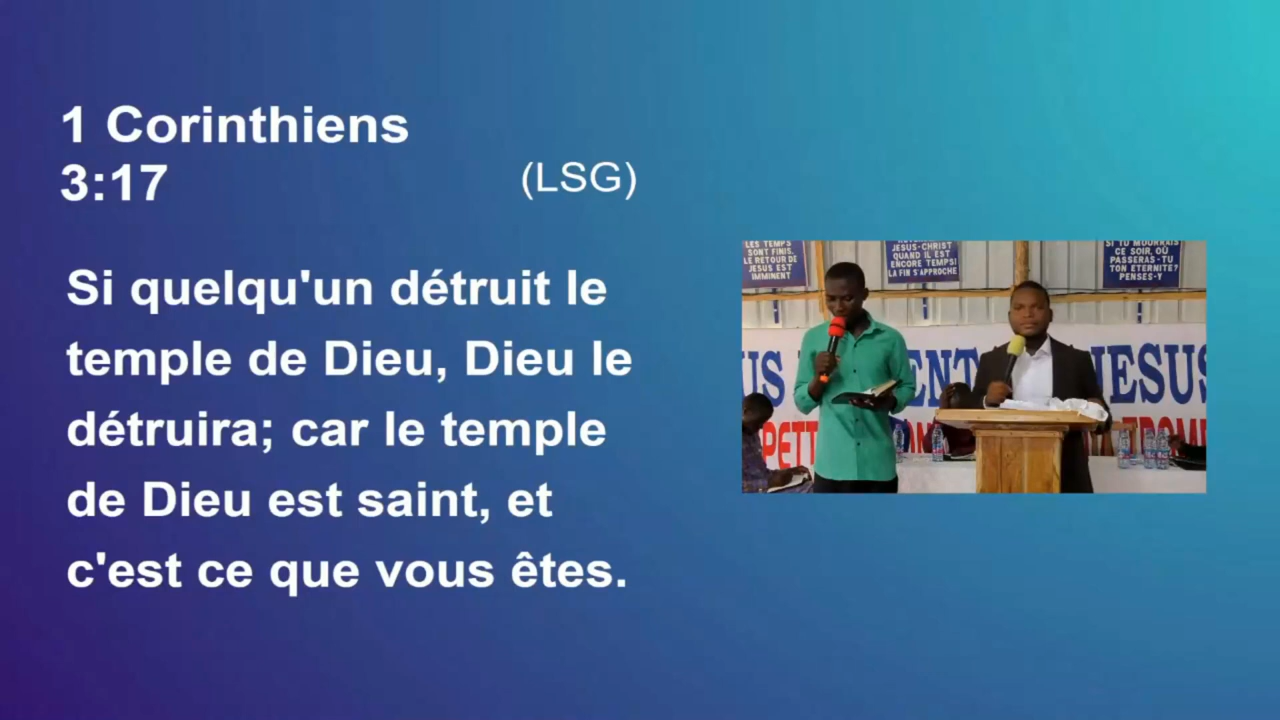 1 Corinthiens
3:17
(LSG)
Si quelqu'un détruit le
temple de Dieu, Dieu le
détruira; car le temple
de Dieu est saint, et
c'est ce que vous êtes.
LES TEMPS
SONT FINIS.
LE RETOUR DE
JESUS EST
IMMINENT
JESUS-CHRIST
QUAND IL EST
ENCORE TEMPS!
LA FIN S'APPROCHE
SI TU MOURRAIS
CE SOIR, OÙ
PASSERAS-TU
TON ETERNITE?
PENSES-Y
JESUS